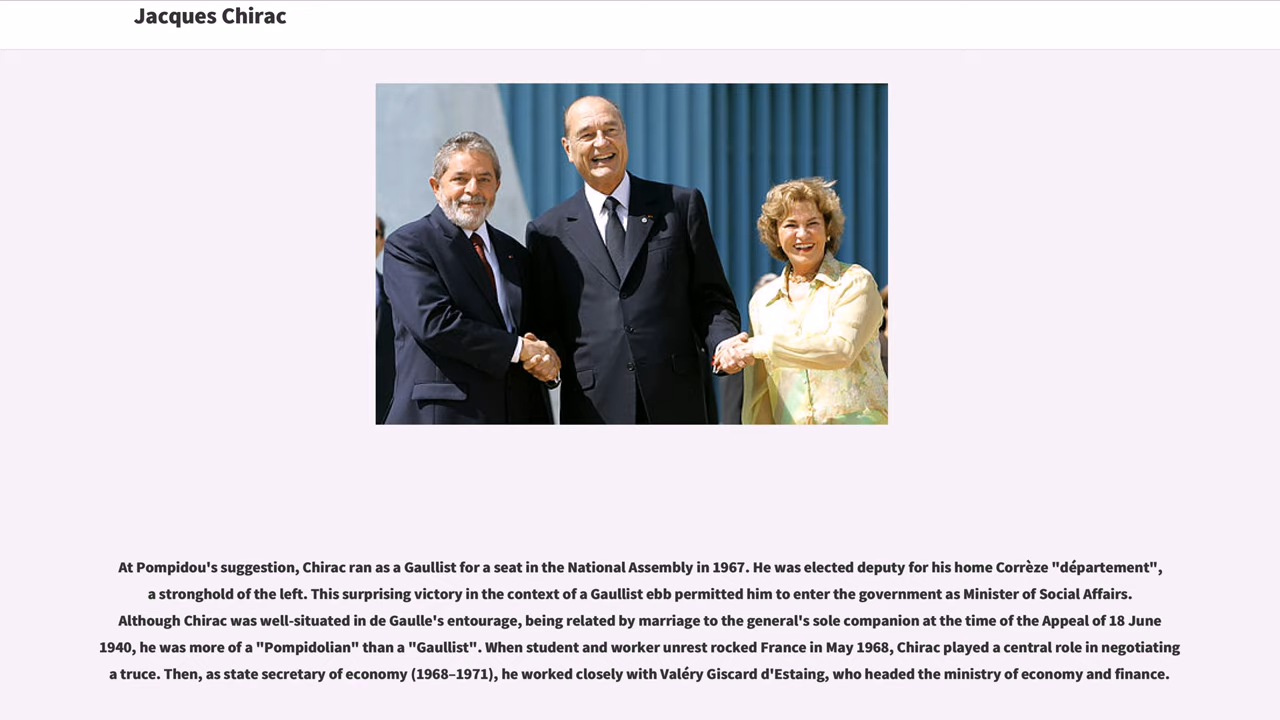 Jacques Chirac
At Pompidou's suggestion, Chirac ran as a Gaullist for a seat in the National Assembly in 1967. He was elected deputy for his home Corrèze "département",
a stronghold of the left. This surprising victory in the context of a Gaullist ebb permitted him to enter the government as Minister of Social Affairs.
Although Chirac was well-situated in de Gaulle's entourage, being related by marriage to the general's sole companion at the time of the Appeal of 18 June
1940, he was more of a "Pompidolian" than a "Gaullist". When student and worker unrest rocked France in May 1968, Chirac played a central role in negotiating
a truce. Then, as state secretary of economy (1968–1971), he worked closely with Valéry Giscard d'Estaing, who headed the ministry of economy and finance.